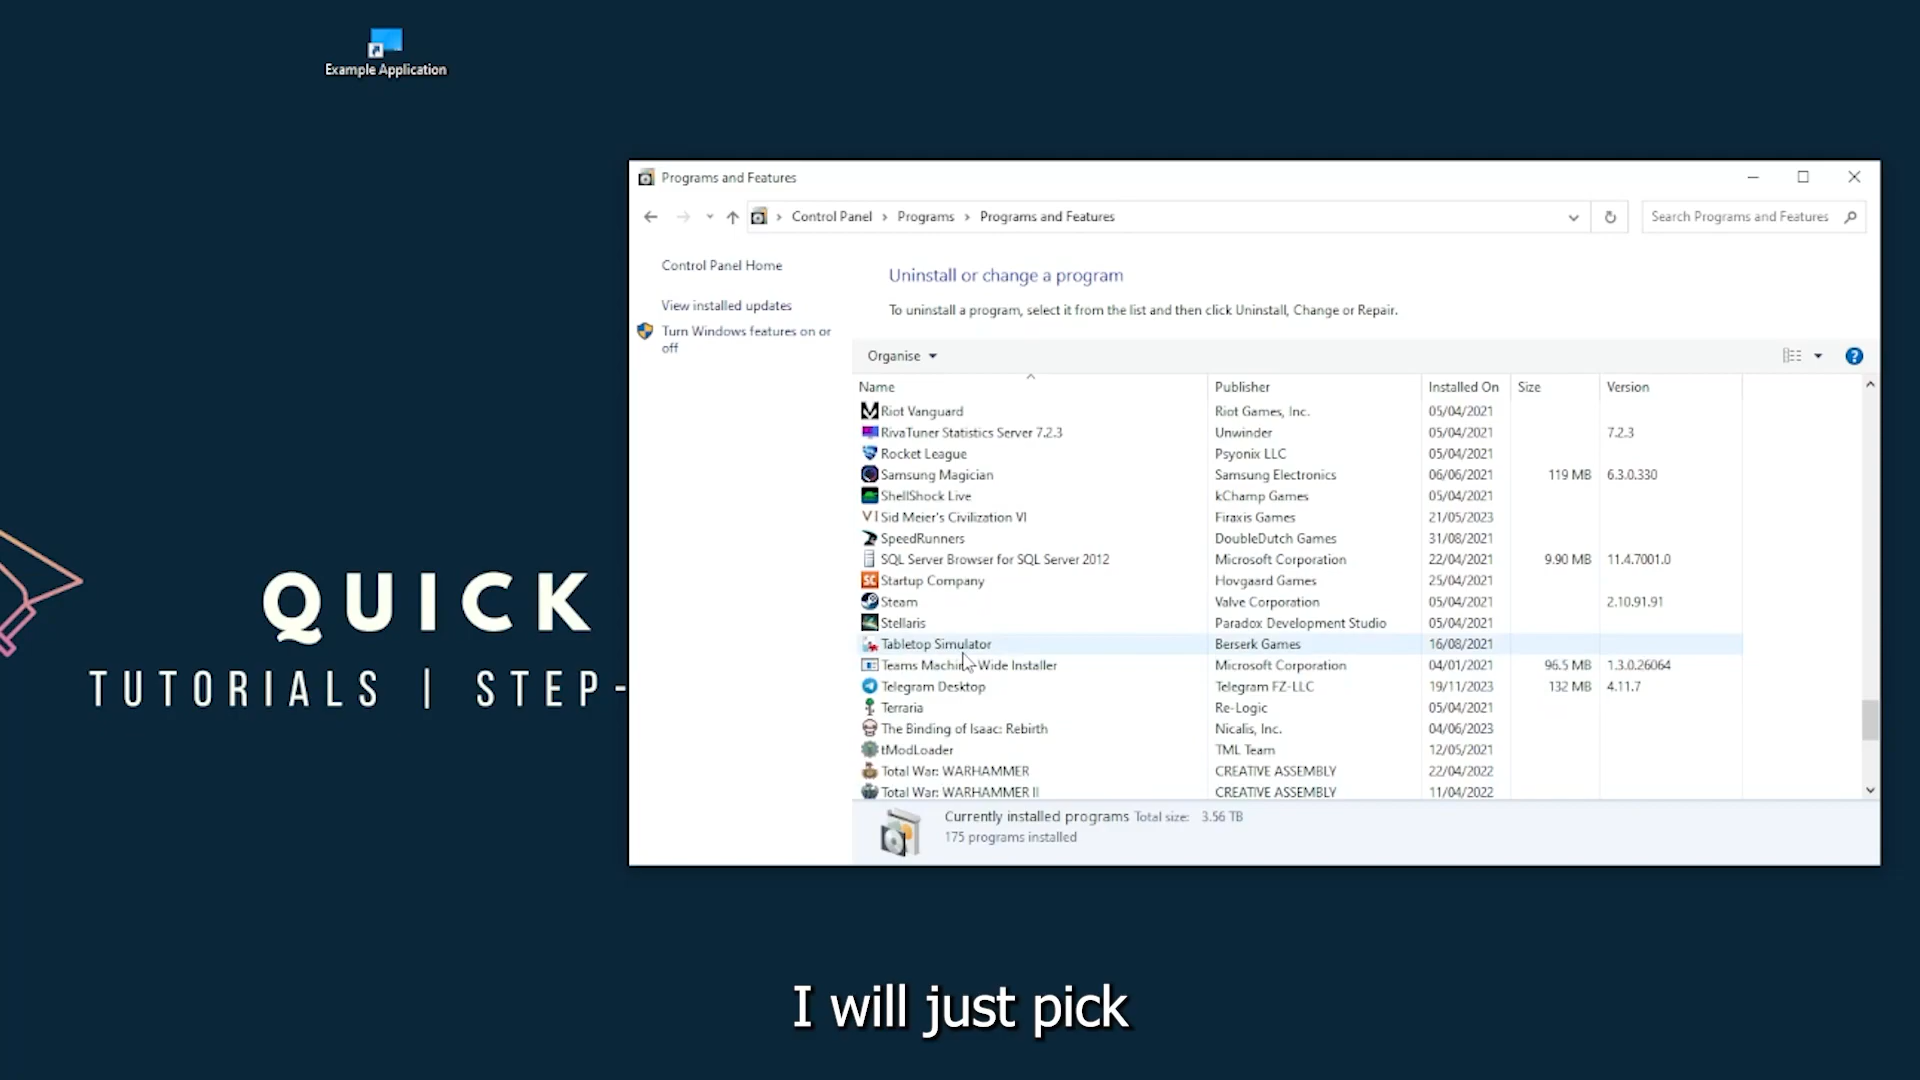 Example Application
QUICK
TUTORIALS | STEP-
Programs and Features
Control Panel > Programs > Programs and Features
Search Programs and Features
Control Panel Home
View installed updates
Turn Windows features on or
off
Uninstall or change a program
To uninstall a program, select it from the list and then click Uninstall, Change or Repair.
Organise
Name Publisher Installed On Size Version
Riot Vanguard Riot Games, Inc. 05/04/2021
RivaTuner Statistics Server 7.2.3 Unwinder 05/04/2021 7.2.3
Rocket League Psyonix LLC 05/04/2021
Samsung Magician Samsung Electronics 06/06/2021 119 MB 6.3.0.330
ShellShock Live kChamp Games 05/04/2021
VI Sid Meier's Civilization VI Firaxis Games 21/05/2023
SpeedRunners DoubleDutch Games 31/08/2021
SQL Server Browser for SQL Server 2012 Microsoft Corporation 22/04/2021 9.90 MB 11.4.7001.0
SC Startup Company Hovgaard Games 25/04/2021
Steam Valve Corporation 05/04/2021 2.10.91.91
Stellaris Paradox Development Studio 05/04/2021
Tabletop Simulator Berserk Games 16/08/2021
Teams Machine-Wide Installer Microsoft Corporation 04/01/2021 96.5 MB 1.3.0.26064
Telegram Desktop Telegram FZ-LLC 19/11/2023 132 MB 4.11.7
Terraria Re-Logic 05/04/2021
The Binding of Isaac: Rebirth Nicalis, Inc. 04/06/2023
tModLoader TML Team 12/05/2021
Total War: WARHAMMER CREATIVE ASSEMBLY 22/04/2022
Total War: WARHAMMER II CREATIVE ASSEMBLY 11/04/2022
Currently installed programs Total size: 3.56 TB
175 programs installed
I will just pick